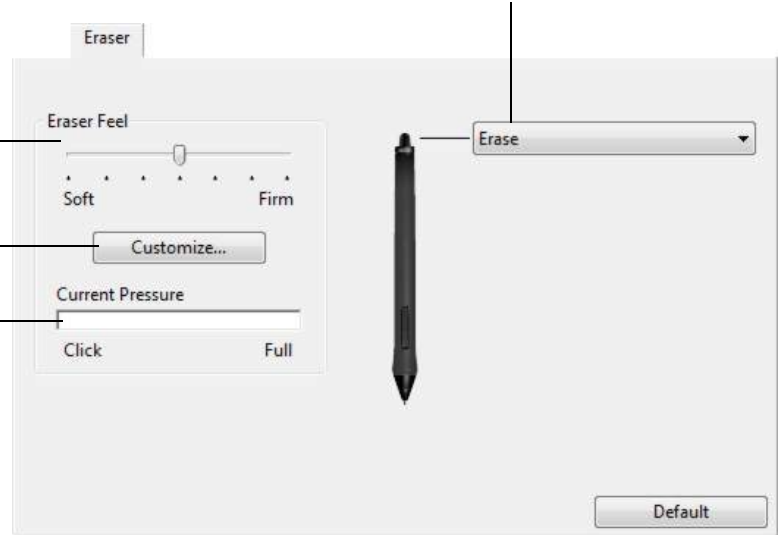 Eraser
Eraser Feel
Erase
Soft Firm
Customize...
Current Pressure
Click Full
Default